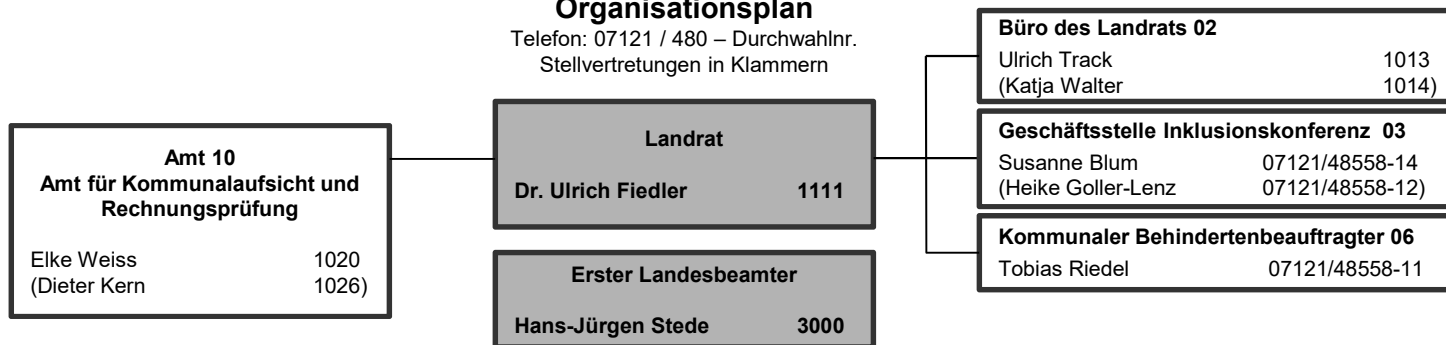 Organisationsplan
Telefon: 07121 / 480 – Durchwahlnr.
Stellvertretungen in Klammern
Amt 10
Amt für Kommunalaufsicht und
Rechnungsprüfung
Elke Weiss 1020
(Dieter Kern 1026)
Landrat
Dr. Ulrich Fiedler 1111
Erster Landesbeamter
Hans-Jürgen Stede 3000
Büro des Landrats 02
Ulrich Track 1013
(Katja Walter 1014)
Geschäftsstelle Inklusionskonferenz 03
Susanne Blum 07121/48558-14
(Heike Goller-Lenz 07121/48558-12)
Kommunaler Behindertenbeauftragter 06
Tobias Riedel 07121/48558-11